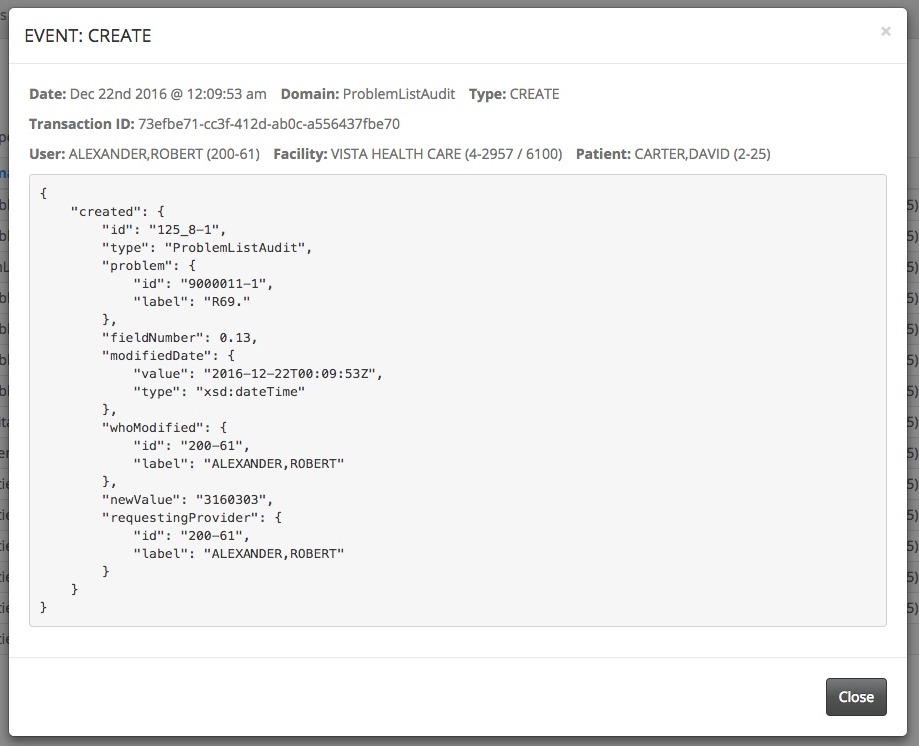 EVENT: CREATE
×
Date: Dec 22nd 2016 @ 12:09:53 am Domain: ProblemListAudit Type: CREATE
Transaction ID: 73efbe71-cc3f-412d-ab0c-a556437fbe70
User: ALEXANDER,ROBERT (200-61) Facility: VISTA HEALTH CARE (4-2957 / 6100) Patient: CARTER,DAVID (2-25)
{
    "created": {
        "id": "125_8-1",
        "type": "ProblemListAudit",
        "problem": {
            "id": "9000011-1",
            "label": "R69."
        },
        "fieldNumber": 0.13,
        "modifiedDate": {
            "value": "2016-12-22T00:09:53Z",
            "type": "xsd:dateTime"
        },
        "whoModified": {
            "id": "200-61",
            "label": "ALEXANDER,ROBERT"
        },
        "newValue": "3160303",
        "requestingProvider": {
            "id": "200-61",
            "label": "ALEXANDER,ROBERT"
        }
    }
}
Close